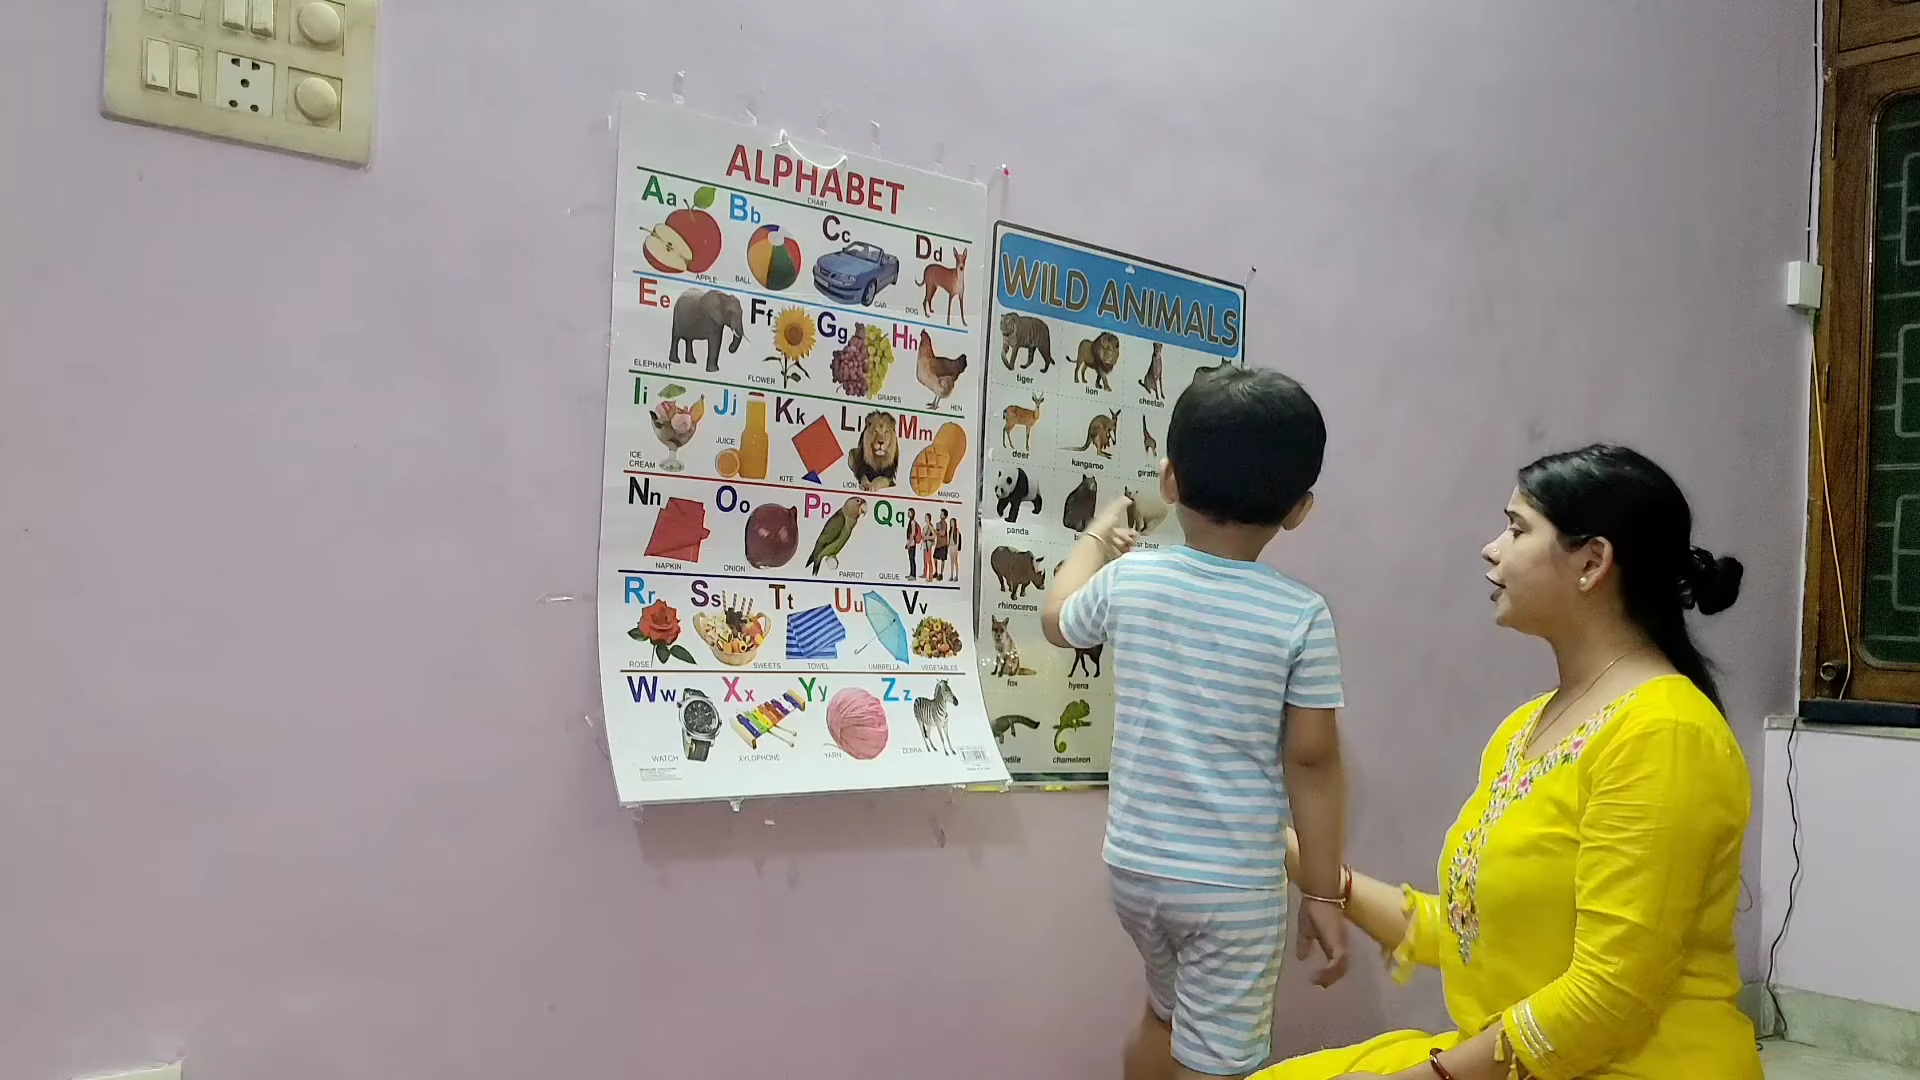 ALPHABET
CHART
Aa Bb Cc Dd
APPLE BALL CAR DOG
Ee Ff Gg Hh
ELEPHANT FLOWER GRAPES HEN
Ii Jj Kk Ll Mm
ICE CREAM JUICE KITE LION MANGO
Nn Oo Pp Qq
NAPKIN ONION PARROT QUEUE
Rr Ss Tt Uu Vv
ROSE SWEETS TOWEL UMBRELLA VEGETABLES
Ww Xx Yy Zz
WATCH XYLOPHONE YARN ZEBRA
WILD ANIMALS
tiger lion cheetah
deer kangaroo giraffe
panda bear
rhinoceros
fox hyena
chameleon